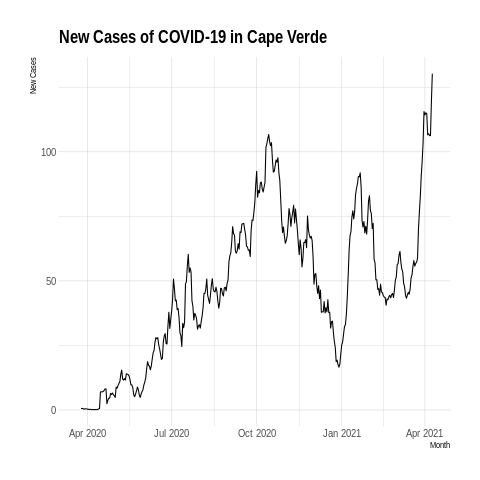 New Cases of COVID-19 in Cape Verde
New Cases
100
50
0
Apr 2020 Jul 2020 Oct 2020 Jan 2021 Apr 2021
Month